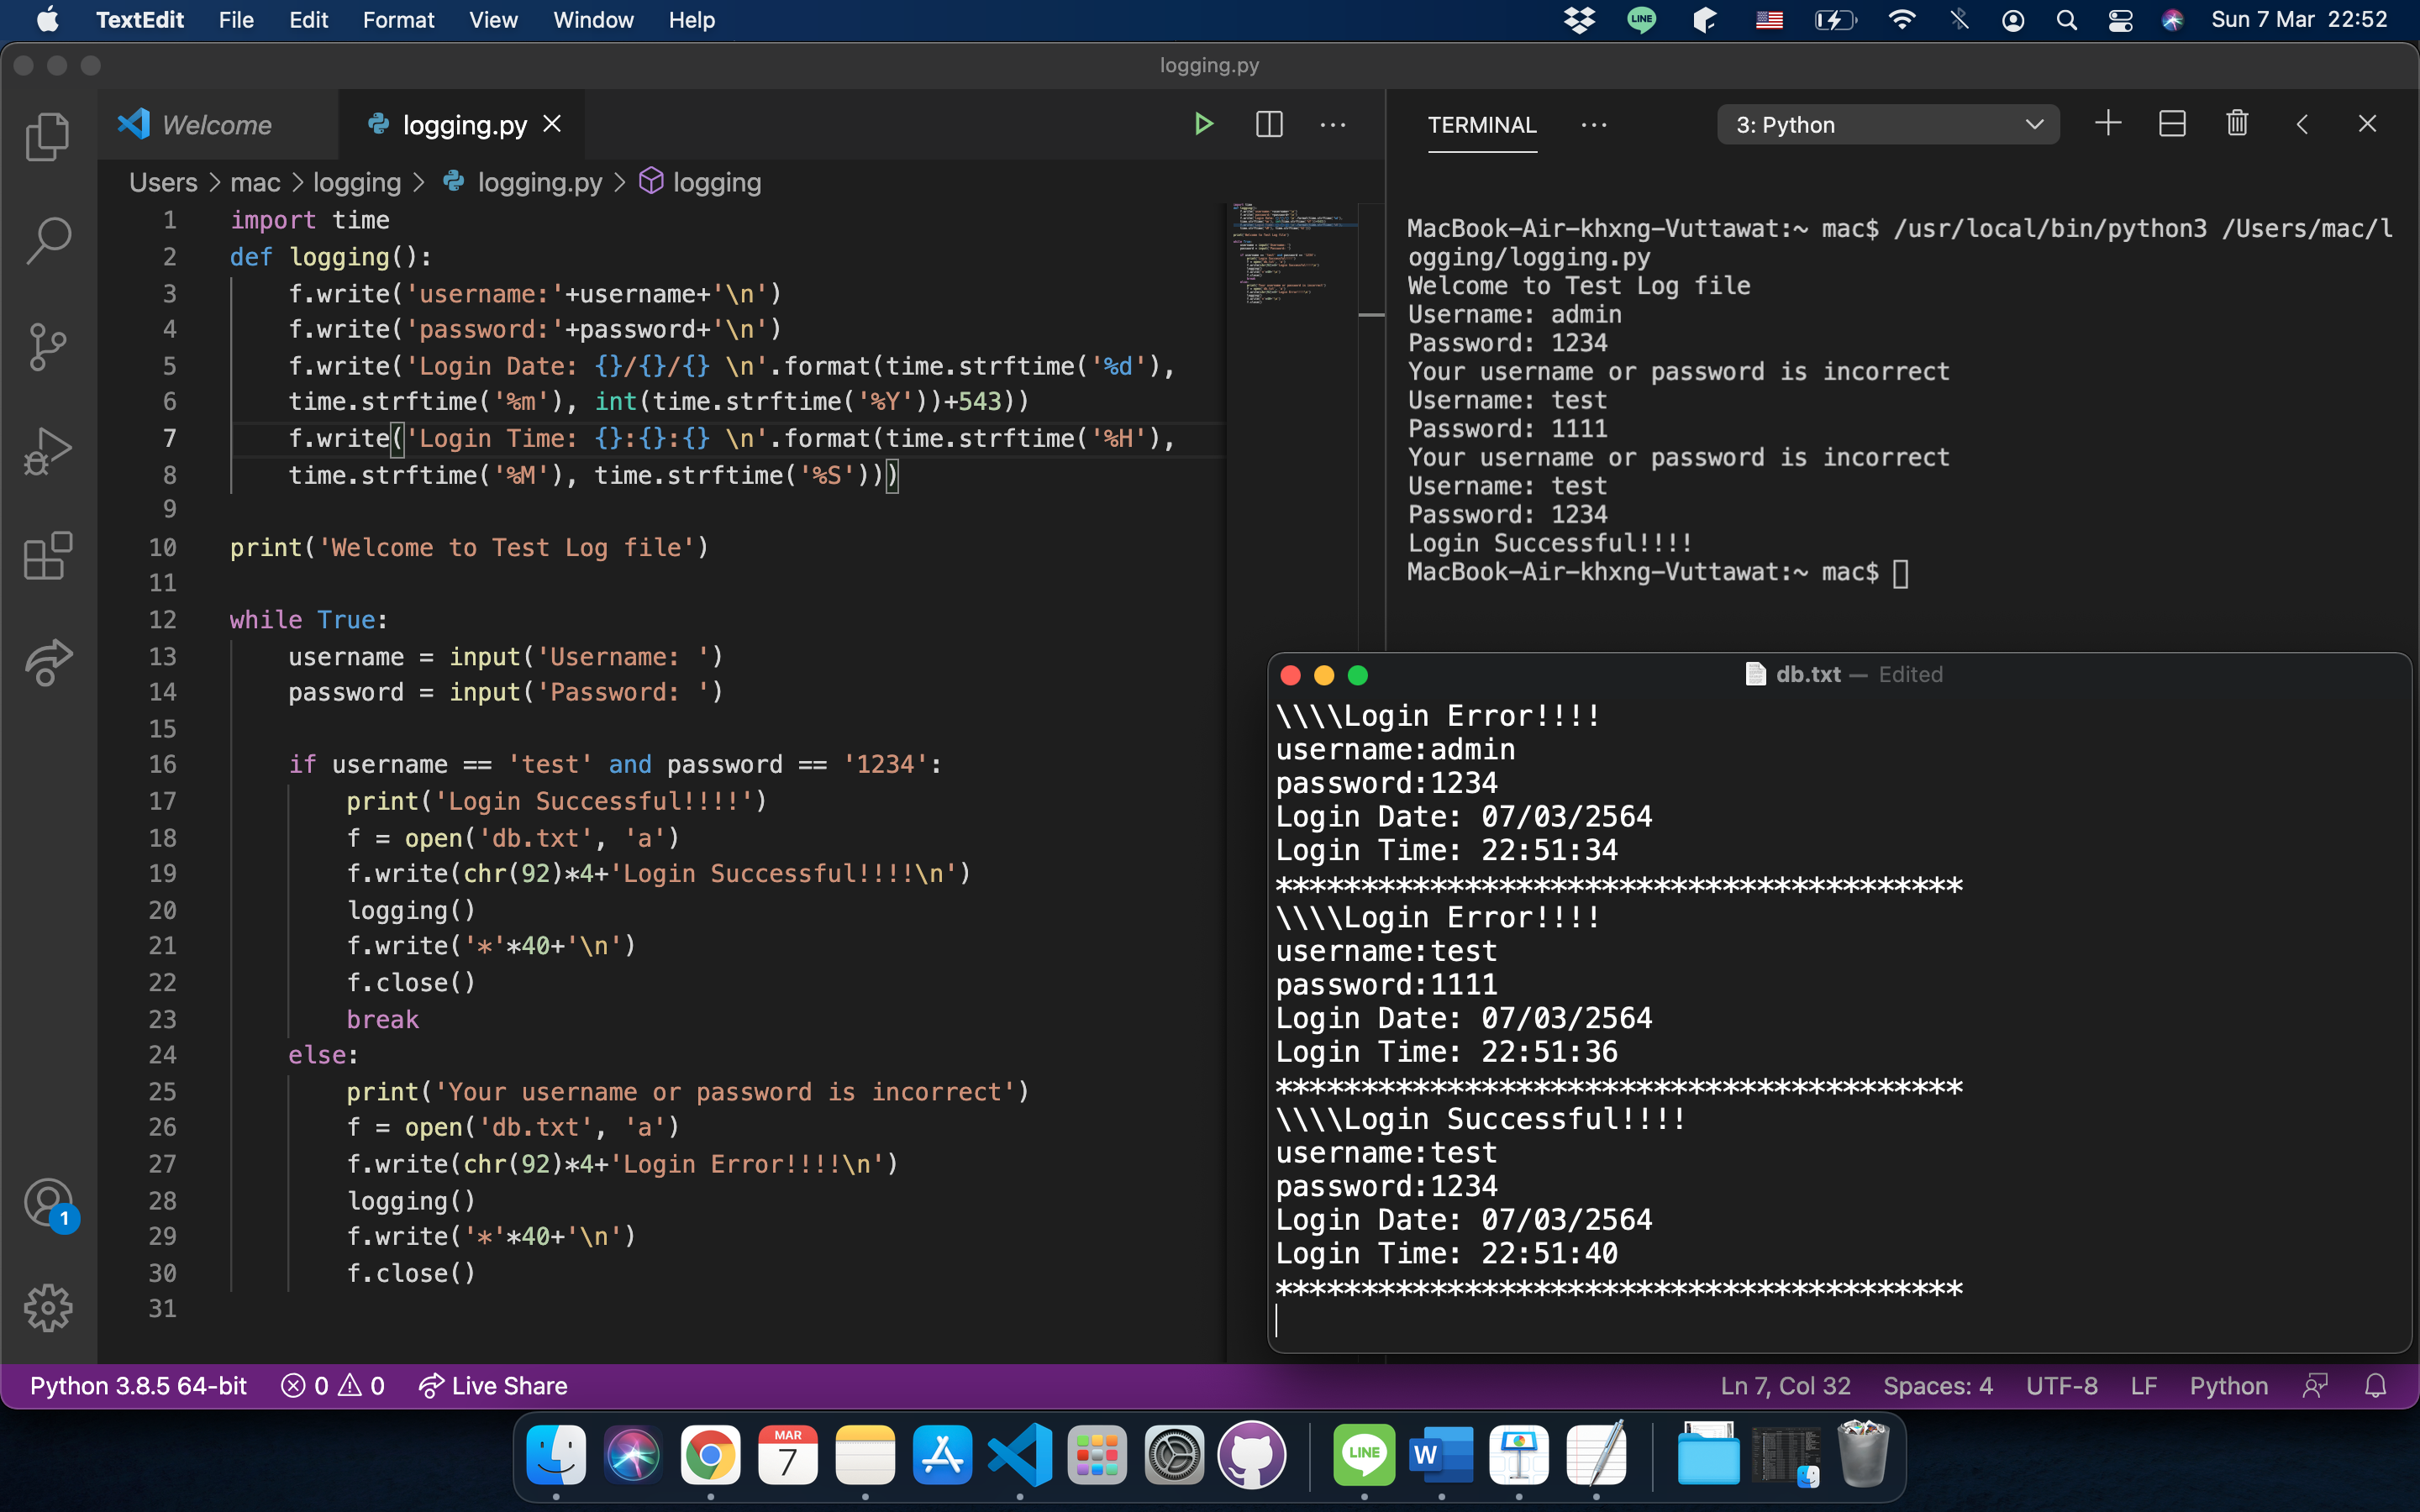 TextEdit File Edit Format View Window Help
LINE
Sun 7 Mar 22:52
logging.py
Welcome
logging.py
Users > mac > logging > logging.py > logging
1 import time
2 def logging():
3     f.write('username:'+username+'\n')
4     f.write('password:'+password+'\n')
5     f.write('Login Date: {}/{}/{} \n'.format(time.strftime('%d'),
6     time.strftime('%m'), int(time.strftime('%Y'))+543))
7     f.write('Login Time: {}:{}:{} \n'.format(time.strftime('%H'),
8     time.strftime('%M'), time.strftime('%S')))
9
10 print('Welcome to Test Log file')
11
12 while True:
13     username = input('Username: ')
14     password = input('Password: ')
15
16     if username == 'test' and password == '1234':
17         print('Login Successful!!!!')
18         f = open('db.txt', 'a')
19         f.write(chr(92)*4+'Login Successful!!!!\n')
20         logging()
21         f.write('*'*40+'\n')
22         f.close()
23         break
24     else:
25         print('Your username or password is incorrect')
26         f = open('db.txt', 'a')
27         f.write(chr(92)*4+'Login Error!!!!\n')
28         logging()
29         f.write('*'*40+'\n')
30         f.close()
31
TERMINAL ··· 3: Python
MacBook-Air-khxng-Vuttawat:~ mac$ /usr/local/bin/python3 /Users/mac/l
ogging/logging.py
Welcome to Test Log file
Username: admin
Password: 1234
Your username or password is incorrect
Username: test
Password: 1111
Your username or password is incorrect
Username: test
Password: 1234
Login Successful!!!!
MacBook-Air-khxng-Vuttawat:~ mac$
db.txt — Edited
\\\\Login Error!!!!
username:admin
password:1234
Login Date: 07/03/2564
Login Time: 22:51:34
****************************************
\\\\Login Error!!!!
username:test
password:1111
Login Date: 07/03/2564
Login Time: 22:51:36
****************************************
\\\\Login Successful!!!!
username:test
password:1234
Login Date: 07/03/2564
Login Time: 22:51:40
****************************************
1
Python 3.8.5 64-bit 0 0 Live Share
Ln 7, Col 32 Spaces: 4 UTF-8 LF Python
MAR
7
LINE
W